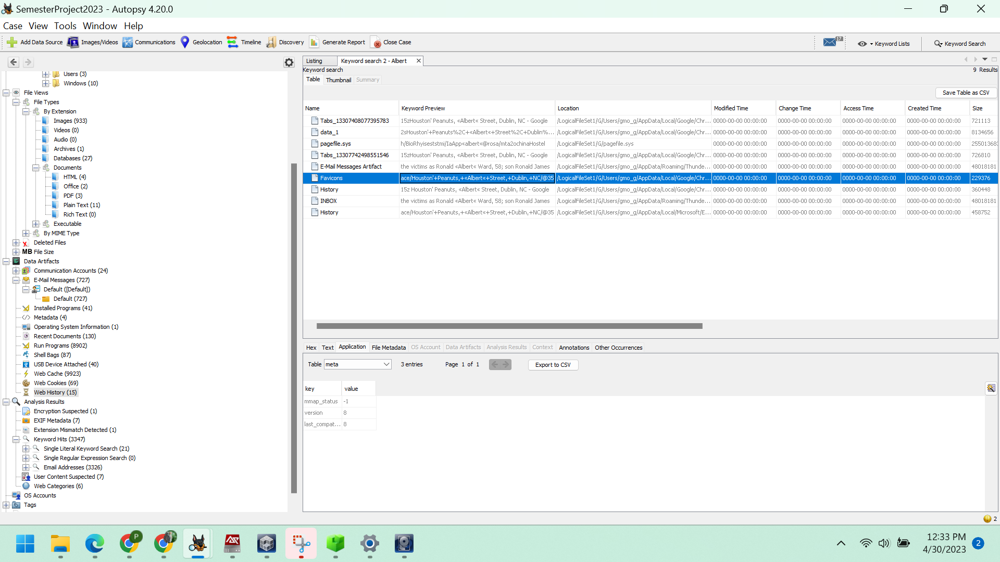 SemesterProject2023 - Autopsy 4.20.0
Case View Tools Window Help
Add Data Source Images/Videos Communications Geolocation Timeline Discovery Generate Report Close Case 17 Keyword Lists Keyword Search
Users (3)
Windows (10)
File Views
File Types
By Extension
Images (933)
Videos (0)
Audio (0)
Archives (1)
Databases (27)
Documents
HTML (4)
Office (2)
PDF (3)
Plain Text (11)
Rich Text (0)
Executable
By MIME Type
Deleted Files
MB File Size
Data Artifacts
Communication Accounts (24)
E-Mail Messages (727)
Default ([Default])
Default (727)
Installed Programs (41)
Metadata (4)
Operating System Information (1)
Recent Documents (130)
Run Programs (8902)
Shell Bags (87)
USB Device Attached (40)
Web Cache (9923)
Web Cookies (69)
Web History (15)
Analysis Results
Encryption Suspected (1)
EXIF Metadata (7)
Extension Mismatch Detected (1)
Keyword Hits (3347)
Single Literal Keyword Search (21)
Single Regular Expression Search (0)
Email Addresses (3326)
User Content Suspected (7)
Web Categories (6)
OS Accounts
Tags
Listing Keyword search 2 - Albert
Keyword search 9 Results
Table Thumbnail Summary
Save Table as CSV
Name Keyword Preview Location Modified Time Change Time Access Time Created Time Size
Tabs_13307408077395783 15zHouston' Peanuts, «Albert« Street, Dublin, NC - Google /LogicalFileSet1/G/Users/gmo_g/AppData/Local/Google/Chr... 0000-00-00 00:00:00 0000-00-00 00:00:00 0000-00-00 00:00:00 0000-00-00 00:00:00 721113
data_1 2sHouston'+Peanuts%2C+«Albert«+Street%2C+Dublin%... /LogicalFileSet1/G/Users/gmo_g/AppData/Local/Google/Chr... 0000-00-00 00:00:00 0000-00-00 00:00:00 0000-00-00 00:00:00 0000-00-00 00:00:00 8134656
pagefile.sys h/BioRhyiseststmi/IaApp«albert«@rosa/mta2ochinaHostel /LogicalFileSet1/G/pagefile.sys 0000-00-00 00:00:00 0000-00-00 00:00:00 0000-00-00 00:00:00 0000-00-00 00:00:00 255013683
Tabs_13307742498551546 15zHouston' Peanuts, «Albert« Street, Dublin, NC - Google /LogicalFileSet1/G/Users/gmo_g/AppData/Local/Google/Chr... 0000-00-00 00:00:00 0000-00-00 00:00:00 0000-00-00 00:00:00 0000-00-00 00:00:00 726810
E-Mail Messages Artifact the victims as Ronald «Albert« Ward, 58; son Ronald James /LogicalFileSet1/G/Users/gmo_g/AppData/Roaming/Thunde... 0000-00-00 00:00:00 0000-00-00 00:00:00 0000-00-00 00:00:00 0000-00-00 00:00:00 48018181
Favicons ace/Houston'+Peanuts,+«Albert«+Street,+Dublin,+NC/@35 /LogicalFileSet1/G/Users/gmo_g/AppData/Local/Google/Chr... 0000-00-00 00:00:00 0000-00-00 00:00:00 0000-00-00 00:00:00 0000-00-00 00:00:00 229376
History 15z Houston' Peanuts, «Albert« Street, Dublin, NC - Google /LogicalFileSet1/G/Users/gmo_g/AppData/Local/Google/Chr... 0000-00-00 00:00:00 0000-00-00 00:00:00 0000-00-00 00:00:00 0000-00-00 00:00:00 360448
INBOX the victims as Ronald «Albert« Ward, 58; son Ronald James /LogicalFileSet1/G/Users/gmo_g/AppData/Roaming/Thunde... 0000-00-00 00:00:00 0000-00-00 00:00:00 0000-00-00 00:00:00 0000-00-00 00:00:00 48018181
History ace/Houston'+Peanuts,+«Albert«+Street,+Dublin,+NC/@35 /LogicalFileSet1/G/Users/gmo_g/AppData/Local/Microsoft/E... 0000-00-00 00:00:00 0000-00-00 00:00:00 0000-00-00 00:00:00 0000-00-00 00:00:00 458752
Hex Text Application File Metadata OS Account Data Artifacts Analysis Results Context Annotations Other Occurrences
Table meta 3 entries Page 1 of 1 Export to CSV
key value
mmap_status -1
version 8
last_compat... 8
2
P
12:33 PM
4/30/2023 2